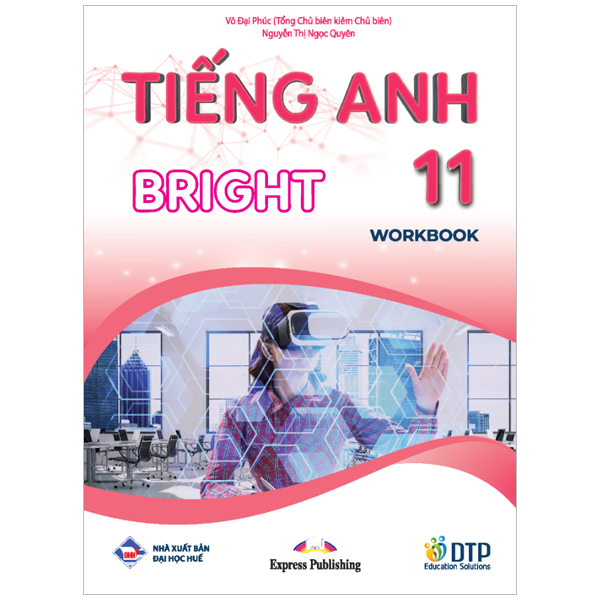 Võ Đại Phúc (Tổng Chủ biên kiêm Chủ biên)
Nguyễn Thị Ngọc Quyên
TIẾNG ANH
BRIGHT
11
WORKBOOK
ĐHH
NHÀ XUẤT BẢN
ĐẠI HỌC HUẾ
Express Publishing
DTP
Education Solutions